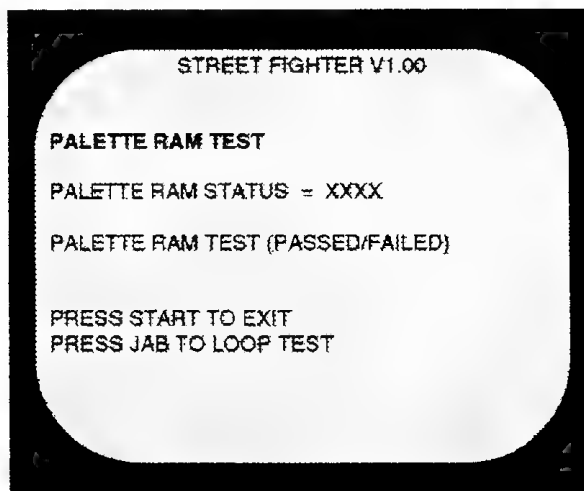 STREET FIGHTER V1.00
PALETTE RAM TEST
PALETTE RAM STATUS = XXXX
PALETTE RAM TEST (PASSED/FAILED)
PRESS START TO EXIT
PRESS JAB TO LOOP TEST